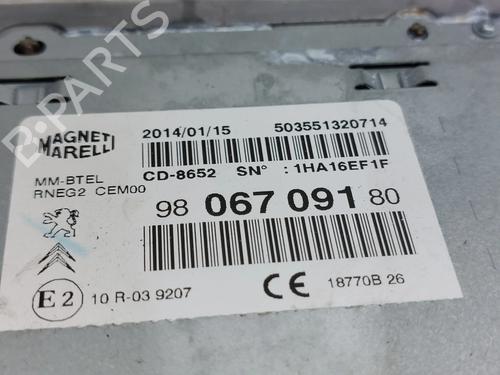 B-PARTS
MAGNETI MARELLI
2014/01/15 503551320714
MM-BTEL
RNEG2 CEM00
CD-8652 SN° : 1HA16EF1F
98 067 091 80
E2 10 R-03 9207
CE 18770B 26